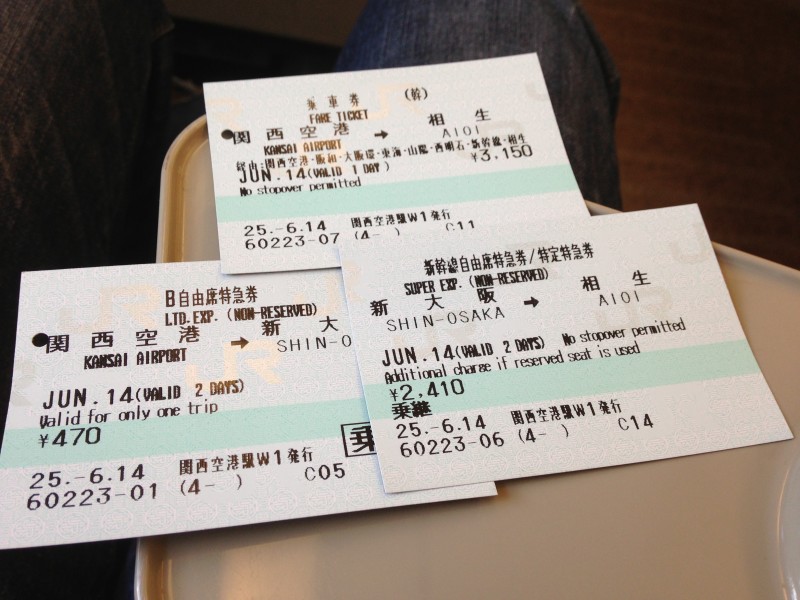 乗車券 (幹)
FARE TICKET
関西空港 → 相生
KANSAI AIRPORT AIOI
経由:関西空港・阪和・大阪環・東海・山陽・西明石・新幹線・相生
JUN.14(VALID 1 DAY) ¥3,150
No stopover permitted
25.-6.14 関西空港駅W1発行
60223-07 (4- ) C11
B自由席特急券
LTD.EXP.(NON-RESERVED)
関西空港 → 新大
KANSAI AIRPORT SHIN-O
JUN.14(VALID 2 DAYS)
Valid for only one trip
¥470
乗
25.-6.14 関西空港駅W1発行
60223-01 (4- ) C05
新幹線自由席特急券/特定特急券
SUPER EXP.(NON-RESERVED)
新大阪 → 相生
SHIN-OSAKA AIOI
JUN.14(VALID 2 DAYS) No stopover permitted
Additional charge if reserved seat is used
¥2,410
乗継
25.-6.14 関西空港駅W1発行
60223-06 (4- ) C14